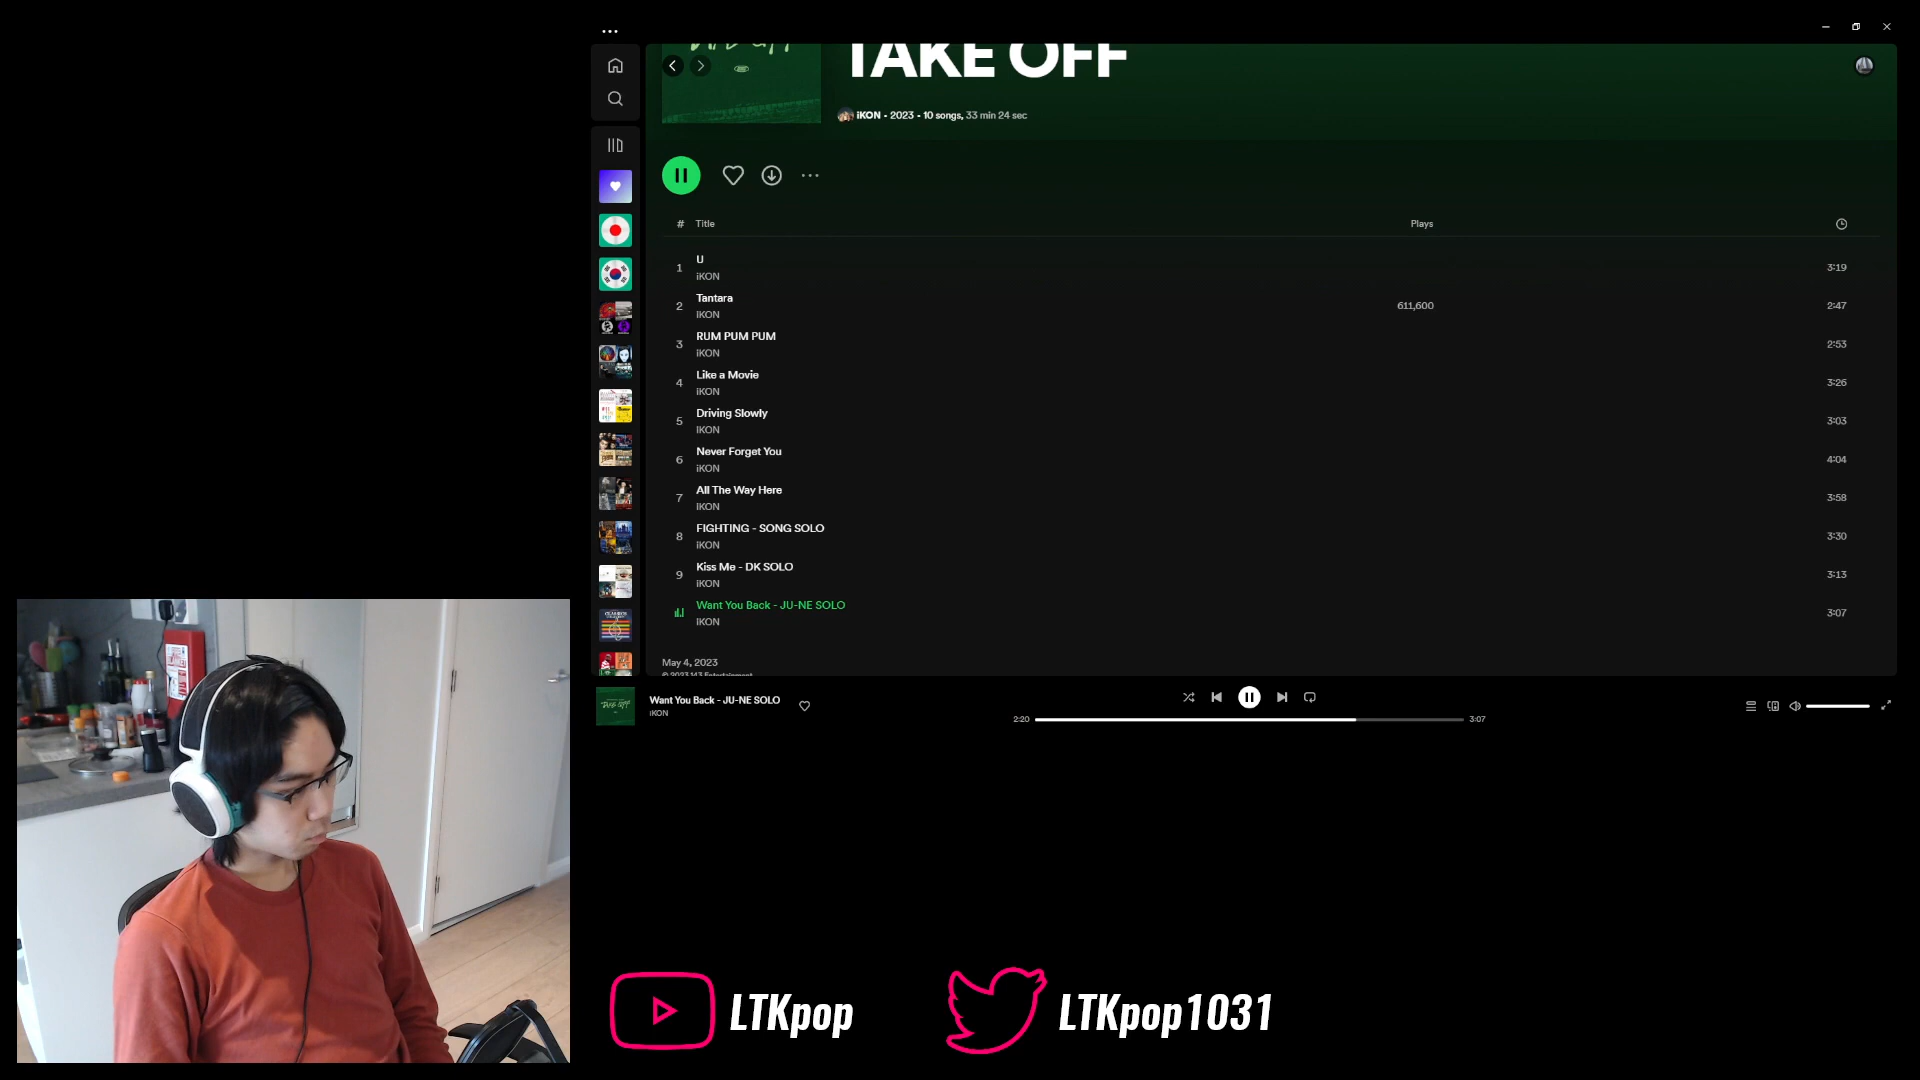 TAKE OFF
iKON • 2023 • 10 songs, 33 min 24 sec
# Title Plays
1 U 3:19
iKON
2 Tantara 611,600 2:47
iKON
3 RUM PUM PUM 2:53
iKON
4 Like a Movie 3:26
iKON
5 Driving Slowly 3:03
iKON
6 Never Forget You 4:04
iKON
7 All The Way Here 3:58
iKON
8 FIGHTING - SONG SOLO 3:30
iKON
9 Kiss Me - DK SOLO 3:13
iKON
Want You Back - JU-NE SOLO 3:07
iKON
May 4, 2023
© 2023 143 Entertainment
Want You Back - JU-NE SOLO
iKON
2:20 3:07
LTKpop LTKpop1031